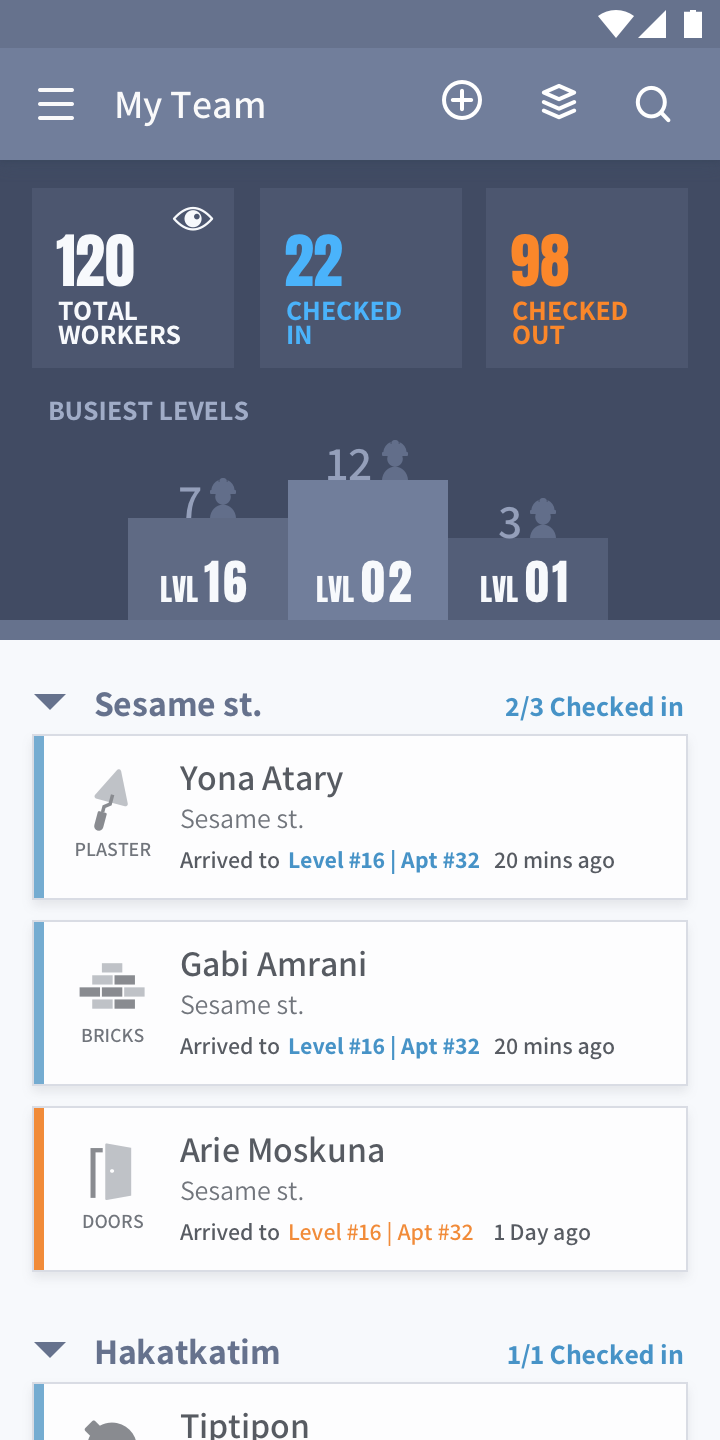 My Team
120
TOTAL
WORKERS
22
CHECKED
IN
98
CHECKED
OUT
BUSIEST LEVELS
7
12
3
LVL 16
LVL 02
LVL 01
Sesame st.
2/3 Checked in
Yona Atary
Sesame st.
PLASTER
Arrived to Level #16 | Apt #32 20 mins ago
Gabi Amrani
Sesame st.
BRICKS
Arrived to Level #16 | Apt #32 20 mins ago
Arie Moskuna
Sesame st.
DOORS
Arrived to Level #16 | Apt #32 1 Day ago
Hakatkatim
1/1 Checked in
Tiptipon